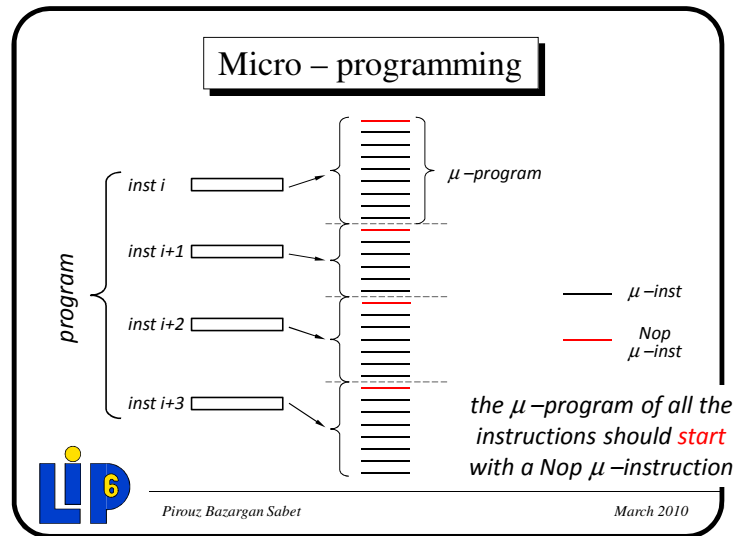 Micro – programming
inst i
μ –program
inst i+1
program
μ –inst
inst i+2
Nop
μ –inst
inst i+3
the μ –program of all the
instructions should start
with a Nop μ –instruction
LIP6
Pirouz Bazargan Sabet
March 2010